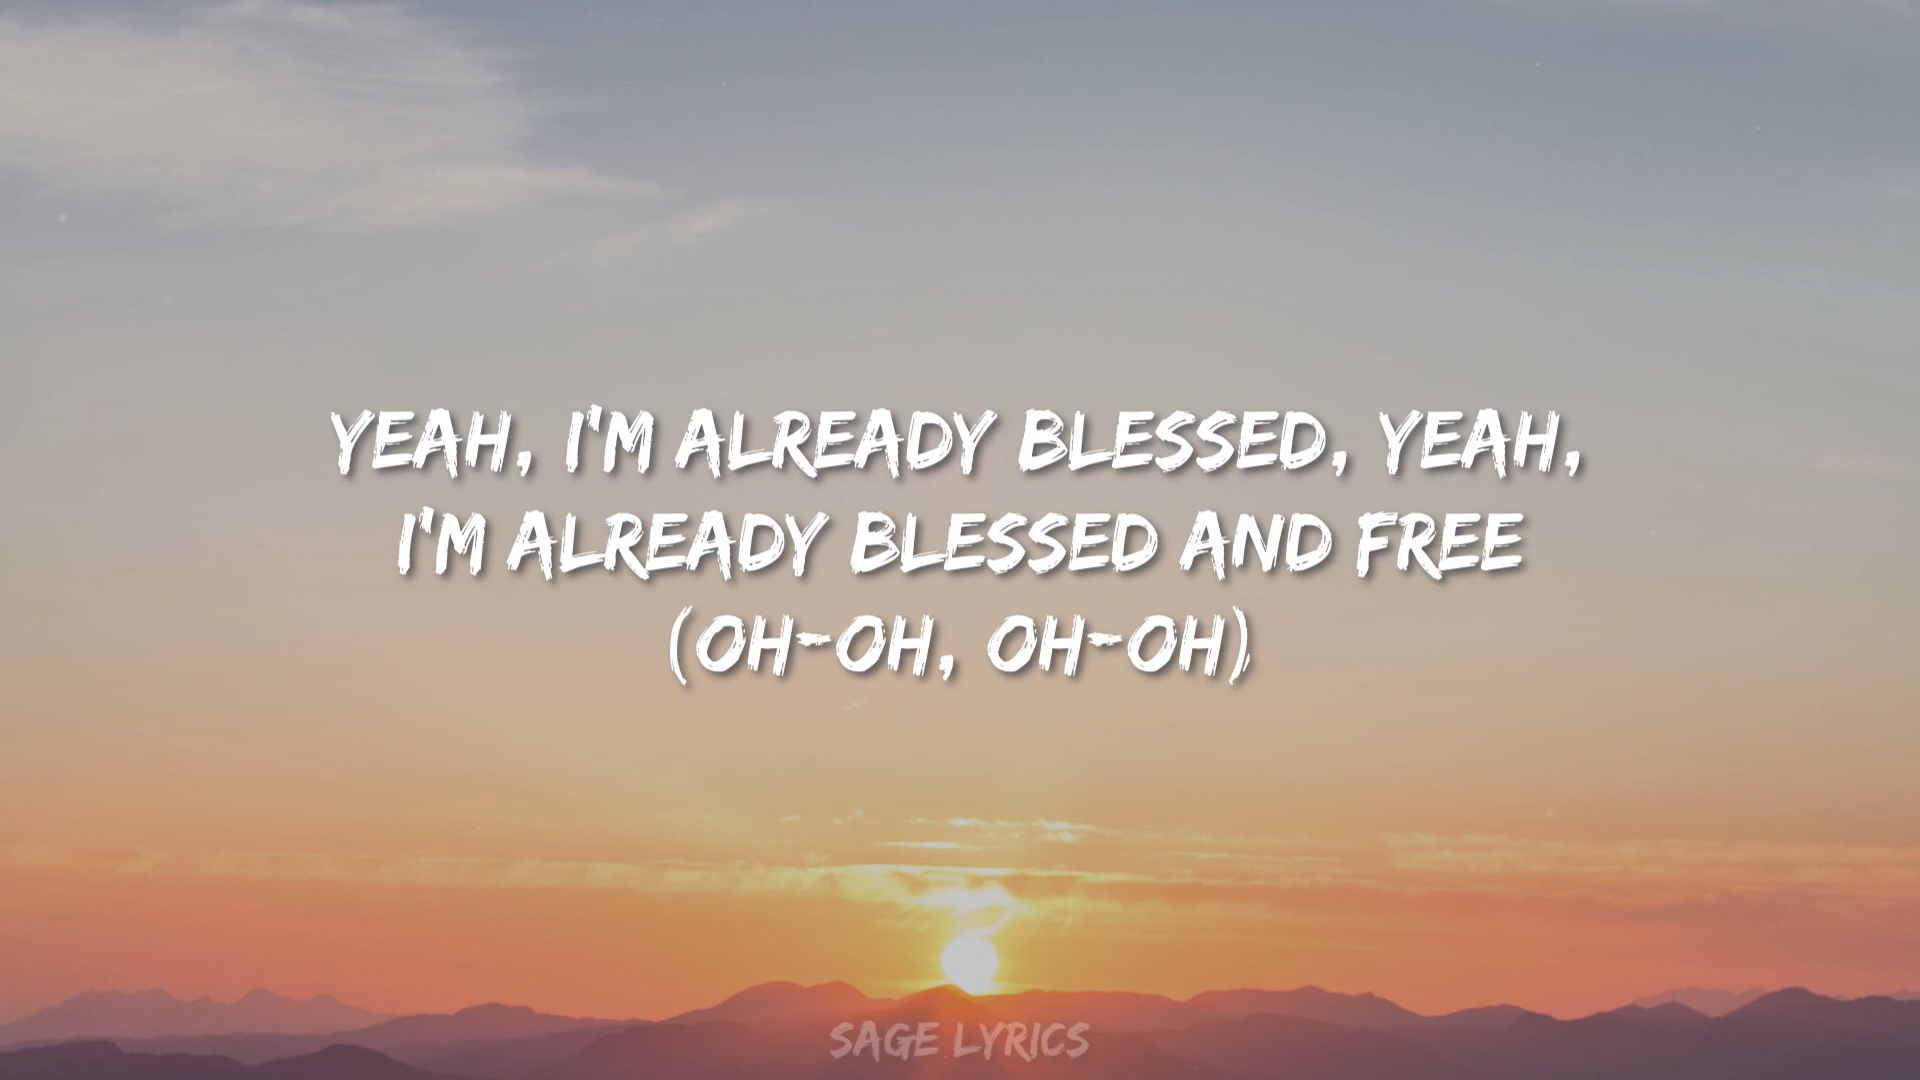 YEAH, I'M ALREADY BLESSED, YEAH,
I'M ALREADY BLESSED AND FREE
(OH-OH, OH-OH)
SAGE LYRICS